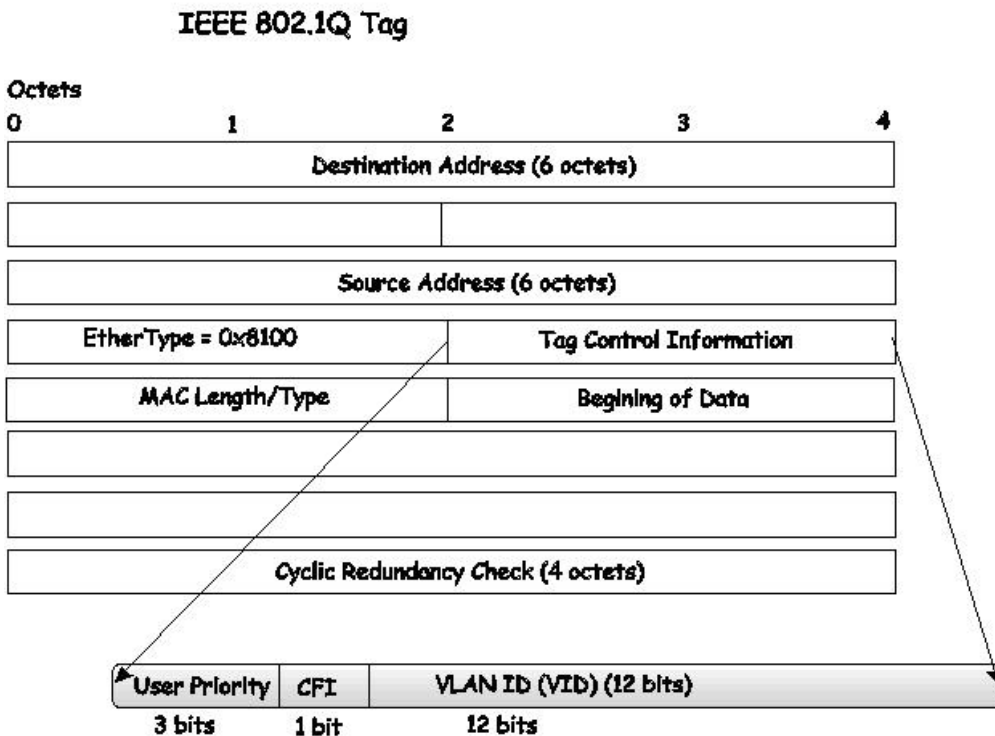 IEEE 802.1Q Tag
Octets
0 1 2 3 4
Destination Address (6 octets)
Source Address (6 octets)
EtherType = 0x8100 Tag Control Information
MAC Length/Type Begining of Data
Cyclic Redundancy Check (4 octets)
User Priority CFI VLAN ID (VID) (12 bits)
3 bits 1 bit 12 bits